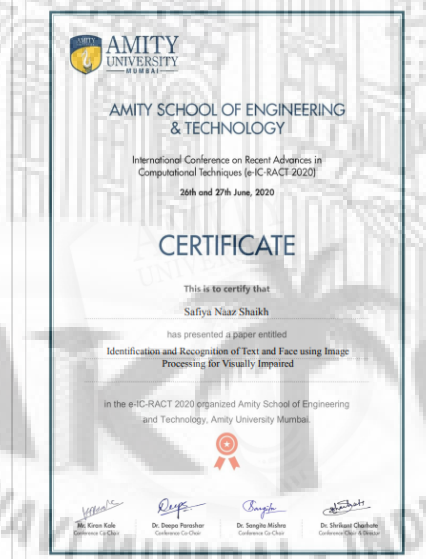 AMITY
UNIVERSITY
MUMBAI
AMITY SCHOOL OF ENGINEERING
& TECHNOLOGY
International Conference on Recent Advances in
Computational Techniques (e-IC-RACT 2020)
26th and 27th June, 2020
CERTIFICATE
This is to certify that
Safiya Naaz Shaikh
has presented a paper entitled
Identification and Recognition of Text and Face using Image
Processing for Visually Impaired
in the e-IC-RACT 2020 organized Amity School of Engineering
and Technology, Amity University Mumbai.
Mr. Kiran Kale
Conference Co-Chair
Dr. Deepa Parashar
Conference Co-Chair
Dr. Sangita Mishra
Conference Co-Chair
Dr. Shrikant Charhate
Conference Chair & Director